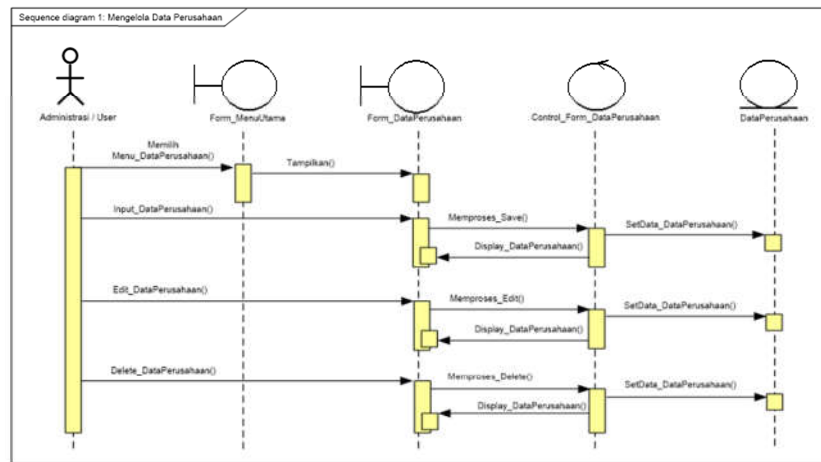 Sequence diagram 1: Mengelola Data Perusahaan
Administrasi / User
Form_MenuUtama
Form_DataPerusahaan
Control_Form_DataPerusahaan
DataPerusahaan
Memilih
Menu_DataPerusahaan()
Tampilkan()
Input_DataPerusahaan()
Memproses_Save()
SetData_DataPerusahaan()
Display_DataPerusahaan()
Edit_DataPerusahaan()
Memproses_Edit()
SetData_DataPerusahaan()
Display_DataPerusahaan()
Delete_DataPerusahaan()
Memproses_Delete()
SetData_DataPerusahaan()
Display_DataPerusahaan()